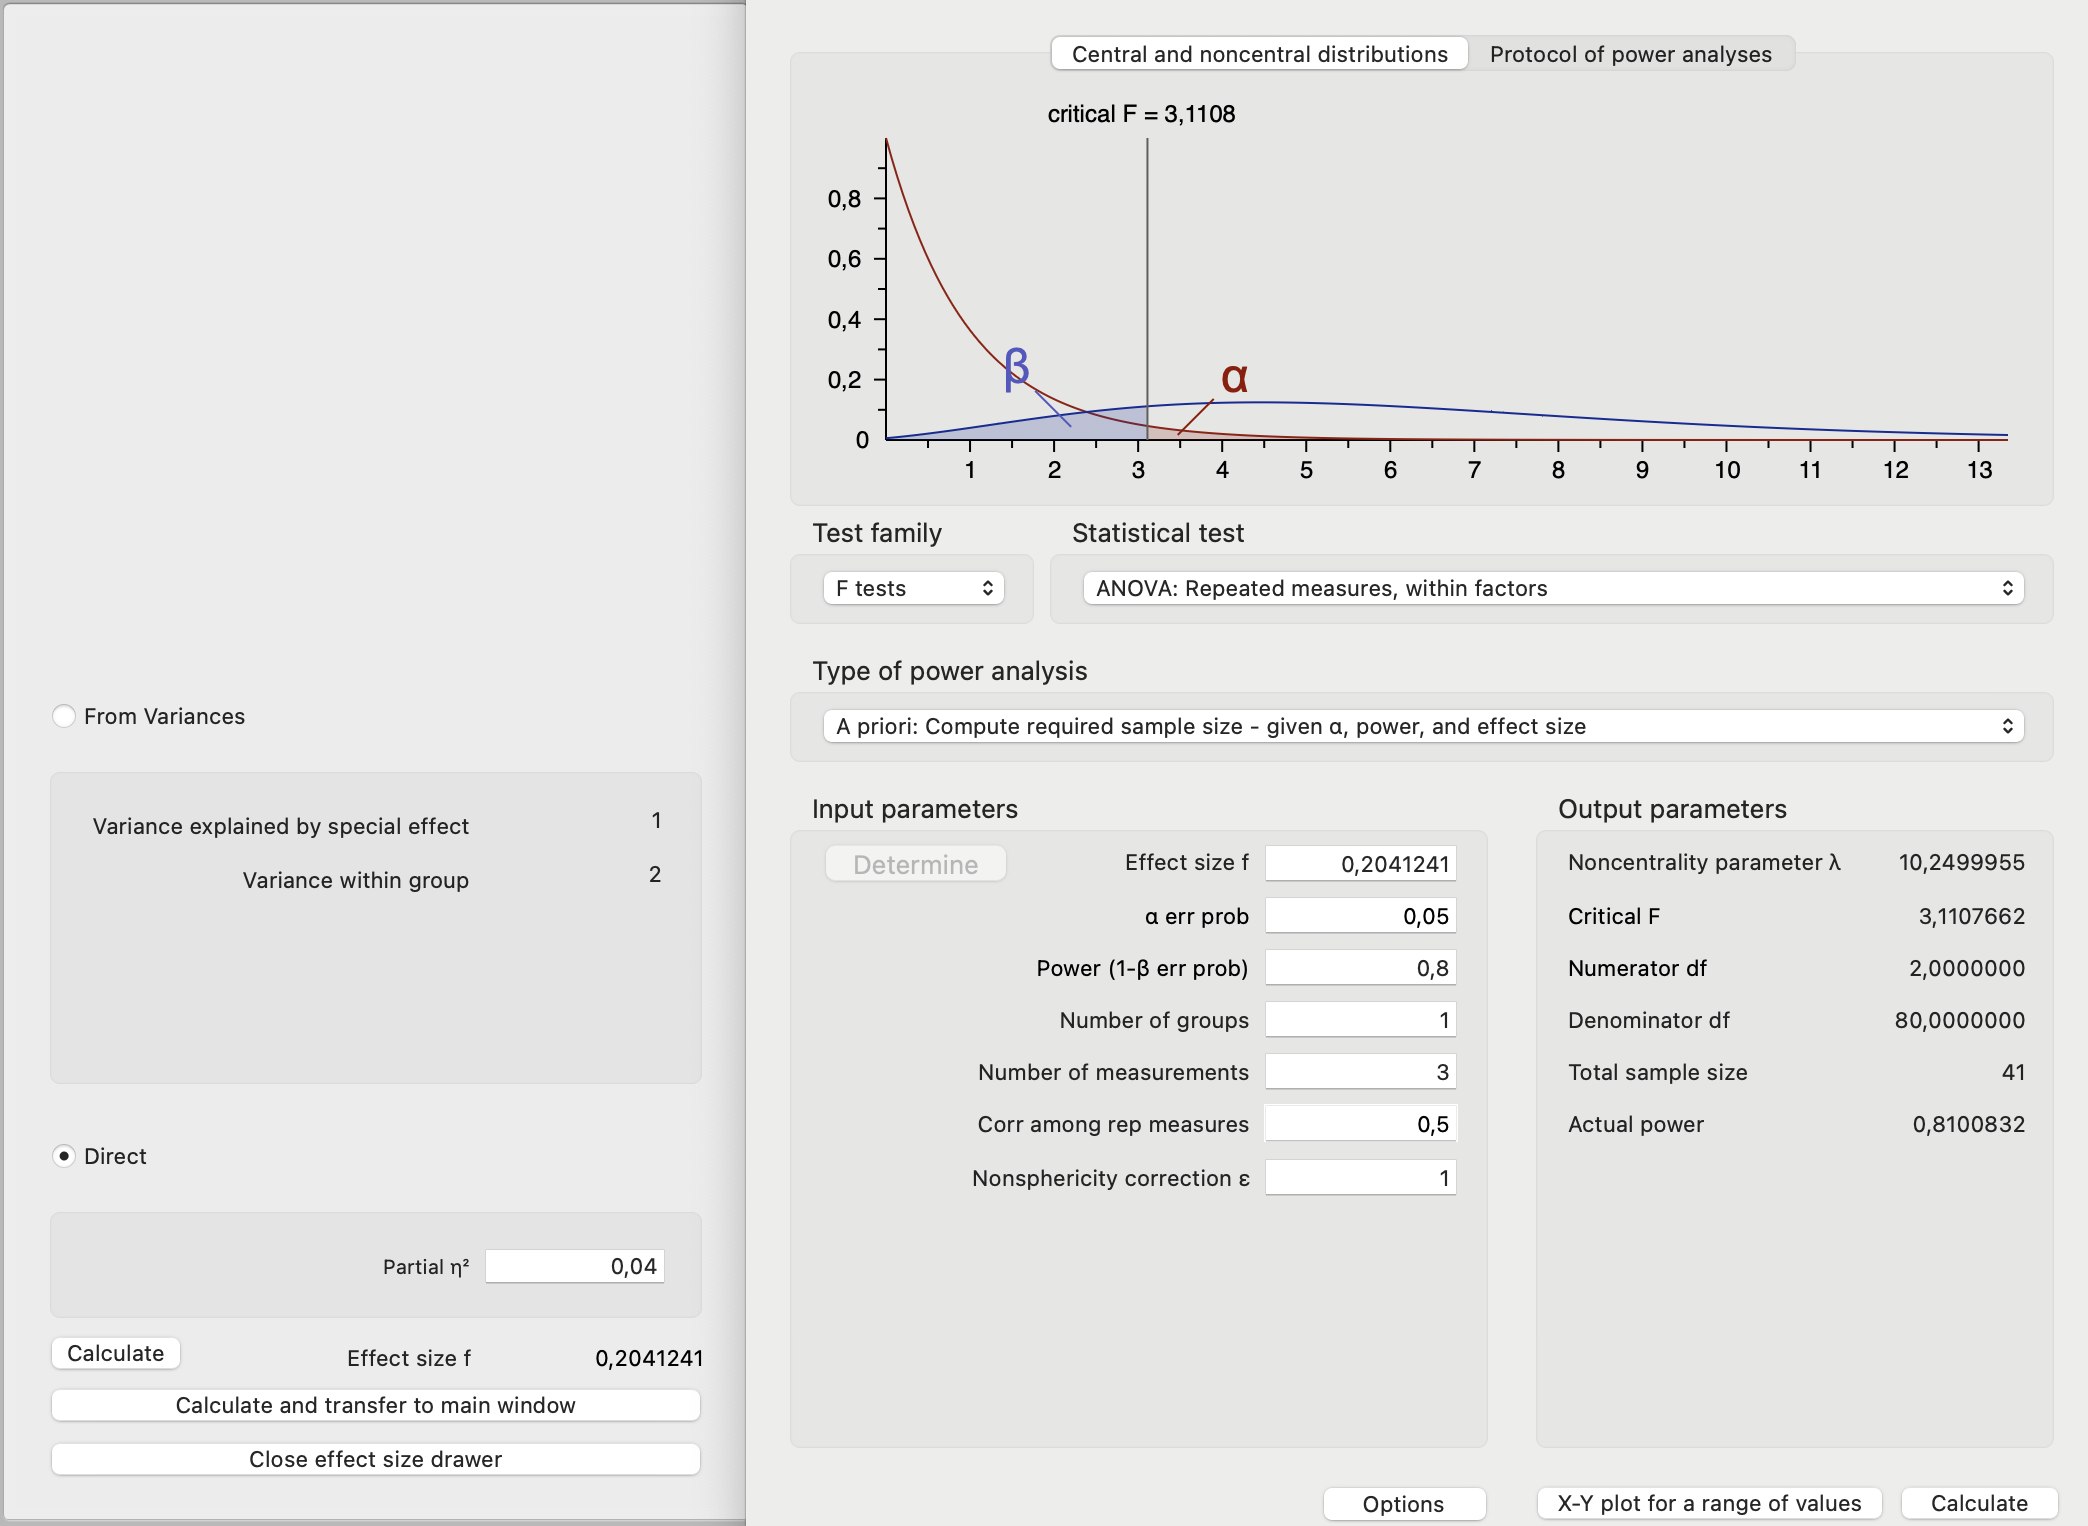 Central and noncentral distributions
Protocol of power analyses
critical F = 3,1108
0,8
0,6
0,4
0,2
0
β
α
1 2 3 4 5 6 7 8 9 10 11 12 13
Test family
Statistical test
F tests
ANOVA: Repeated measures, within factors
Type of power analysis
A priori: Compute required sample size - given α, power, and effect size
Input parameters
Determine
Effect size f 0,2041241
α err prob 0,05
Power (1-β err prob) 0,8
Number of groups 1
Number of measurements 3
Corr among rep measures 0,5
Nonsphericity correction ε 1
Output parameters
Noncentrality parameter λ 10,2499955
Critical F 3,1107662
Numerator df 2,0000000
Denominator df 80,0000000
Total sample size 41
Actual power 0,8100832
From Variances
Variance explained by special effect 1
Variance within group 2
Direct
Partial η² 0,04
Calculate
Effect size f 0,2041241
Calculate and transfer to main window
Close effect size drawer
Options
X-Y plot for a range of values
Calculate